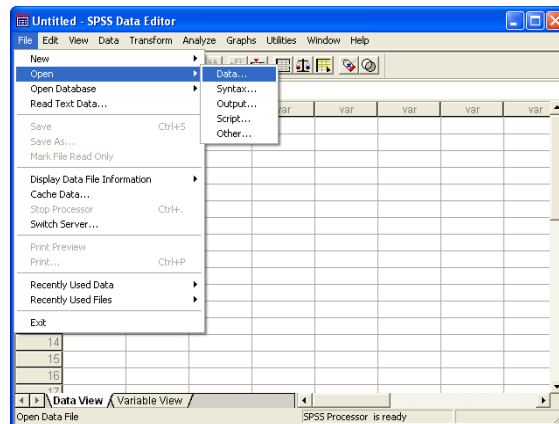 Untitled - SPSS Data Editor
File Edit View Data Transform Analyze Graphs Utilities Window Help
New
Open
Open Database
Read Text Data...
Save Ctrl+S
Save As...
Mark File Read Only
Display Data File Information
Cache Data...
Stop Processor Ctrl+.
Switch Server...
Print Preview
Print... Ctrl+P
Recently Used Data
Recently Used Files
Exit
Data...
Syntax...
Output...
Script...
Other...
var var var var
14
15
16
17
Data View Variable View
Open Data File SPSS Processor is ready